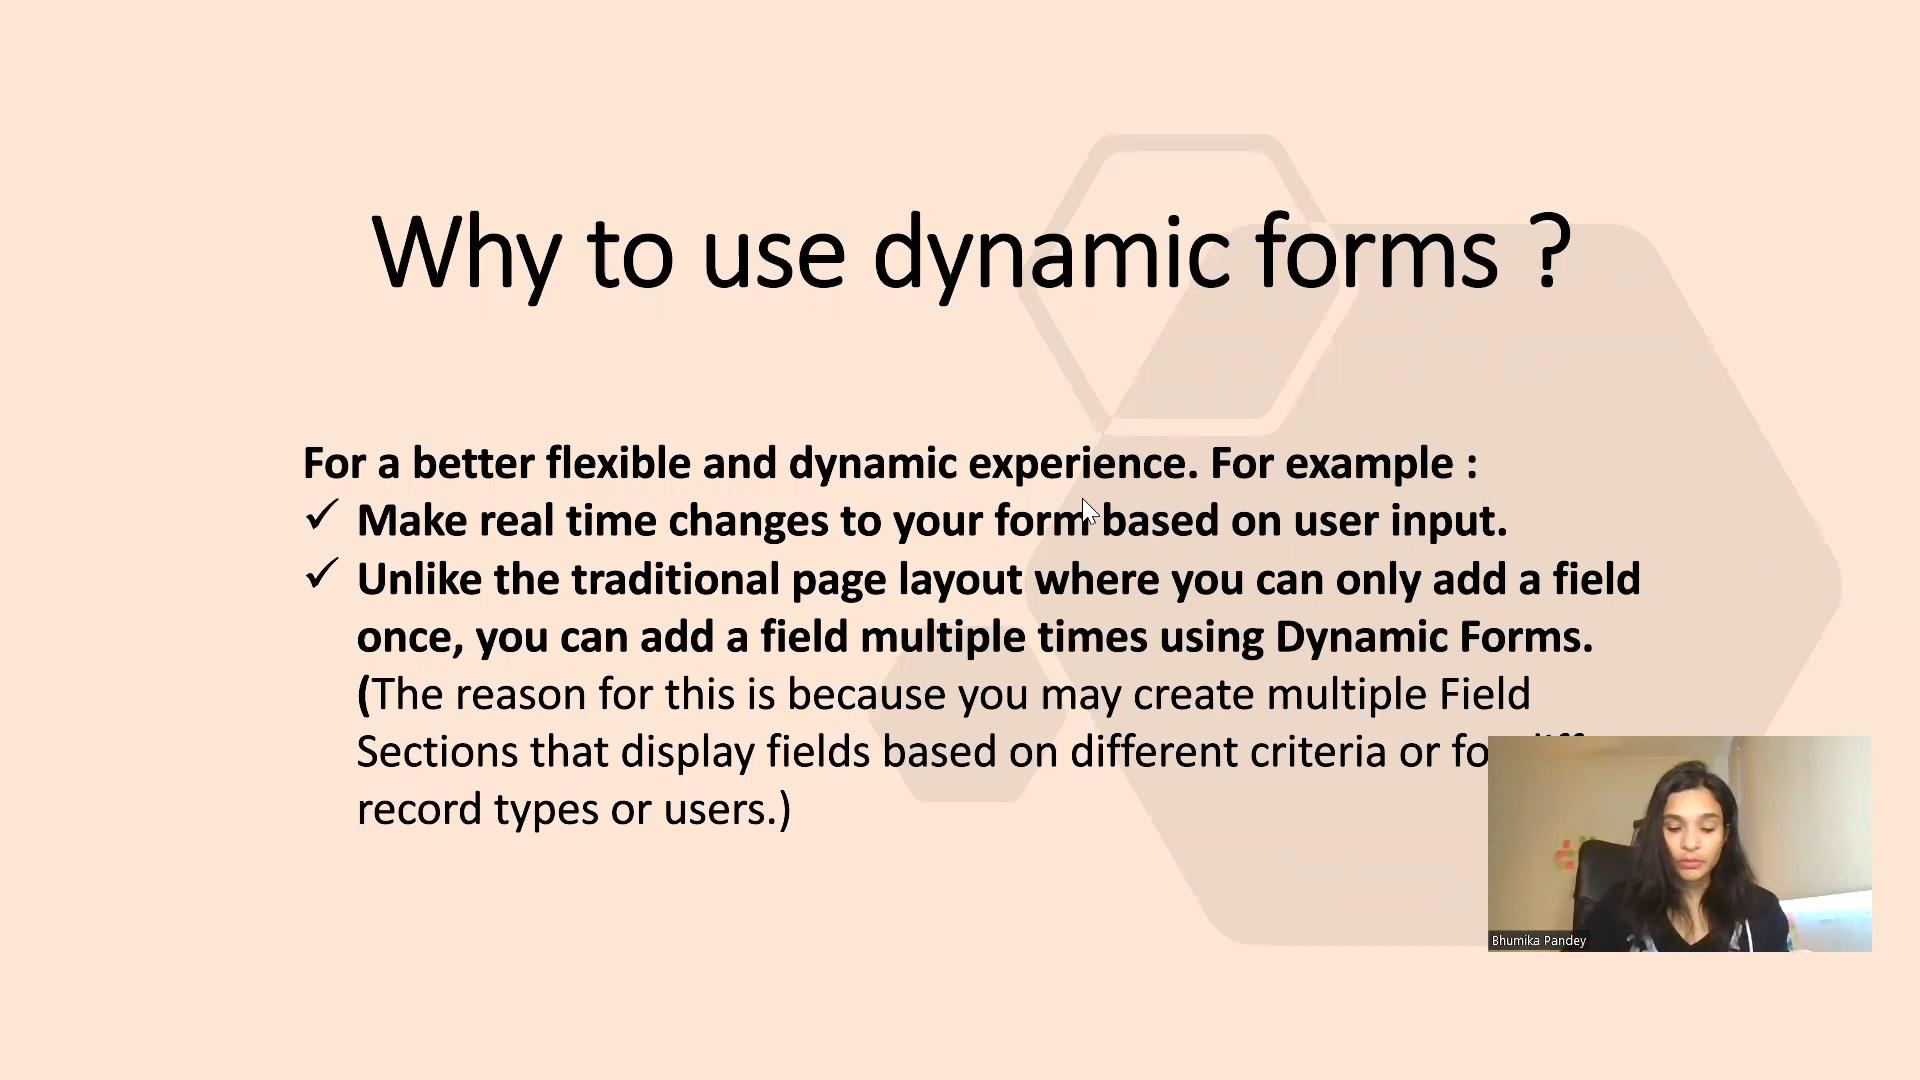 Why to use dynamic forms ?
For a better flexible and dynamic experience. For example :
✓ Make real time changes to your form based on user input.
✓ Unlike the traditional page layout where you can only add a field
once, you can add a field multiple times using Dynamic Forms.
(The reason for this is because you may create multiple Field
Sections that display fields based on different criteria or
record types or users.)
Bhumika Pandey